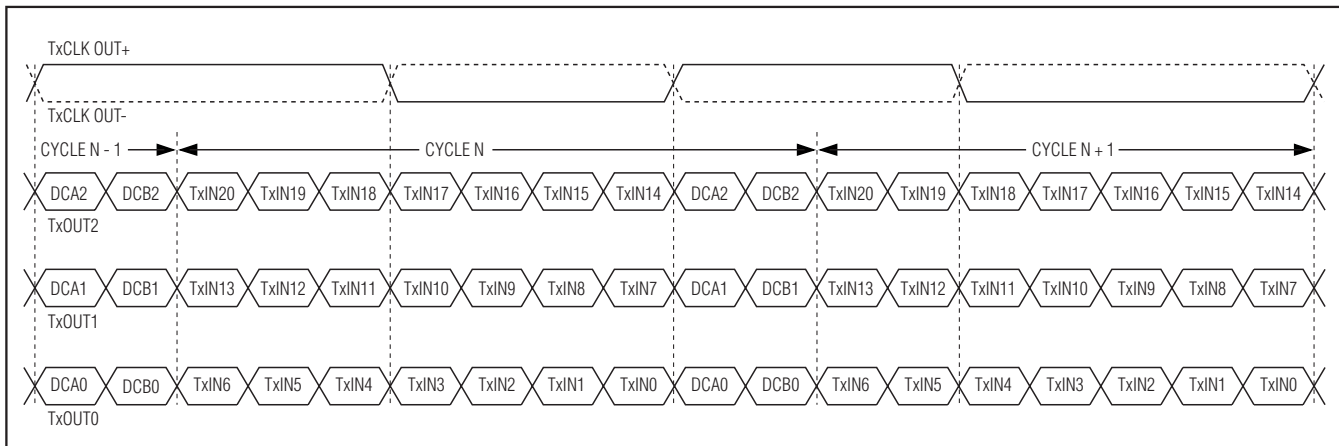 TxCLK OUT+
TxCLK OUT-
CYCLE N - 1 CYCLE N CYCLE N + 1
DCA2 DCB2 TxIN20 TxIN19 TxIN18 TxIN17 TxIN16 TxIN15 TxIN14 DCA2 DCB2 TxIN20 TxIN19 TxIN18 TxIN17 TxIN16 TxIN15 TxIN14
TxOUT2
DCA1 DCB1 TxIN13 TxIN12 TxIN11 TxIN10 TxIN9 TxIN8 TxIN7 DCA1 DCB1 TxIN13 TxIN12 TxIN11 TxIN10 TxIN9 TxIN8 TxIN7
TxOUT1
DCA0 DCB0 TxIN6 TxIN5 TxIN4 TxIN3 TxIN2 TxIN1 TxIN0 DCA0 DCB0 TxIN6 TxIN5 TxIN4 TxIN3 TxIN2 TxIN1 TxIN0
TxOUT0